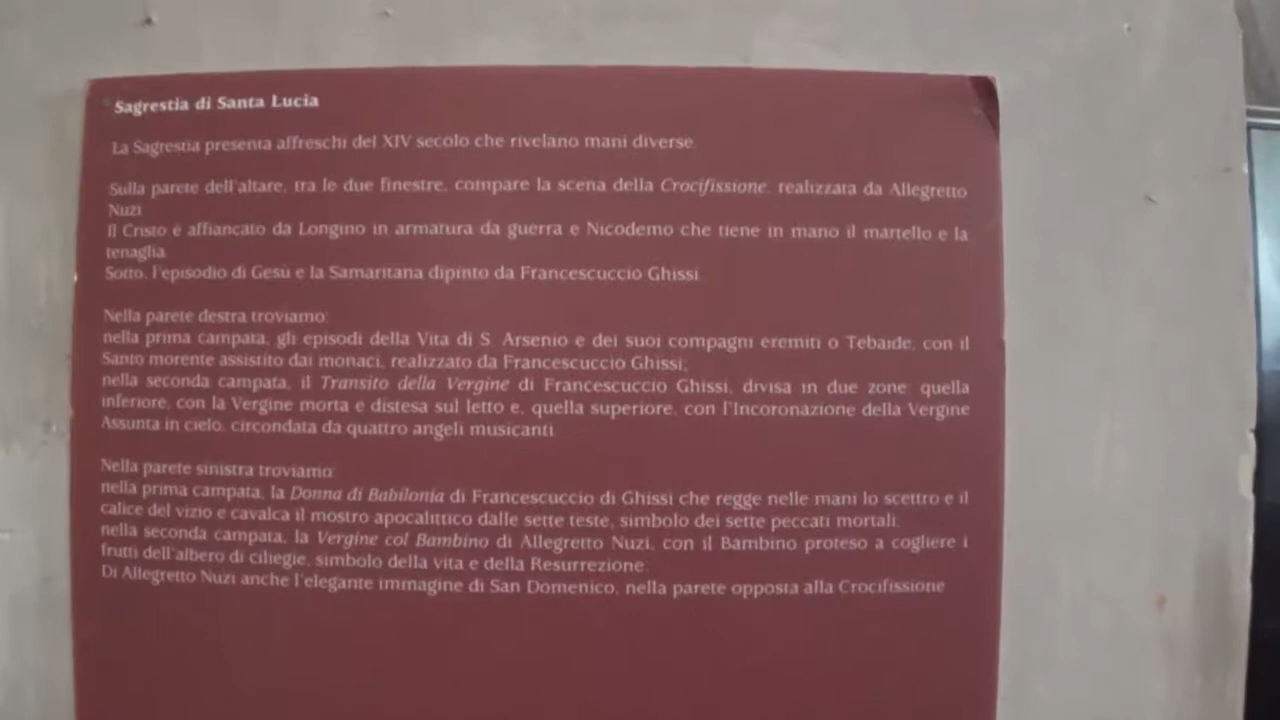 Sagrestia di Santa Lucia
La Sagrestia presenta affreschi del XIV secolo che rivelano mani diverse.
Sulla parete dell'altare, tra le due finestre, compare la scena della Crocifissione, realizzata da Allegretto
Nuzi.
Il Cristo è affiancato da Longino in armatura da guerra e Nicodemo che tiene in mano il martello e la
tenaglia.
Sotto, l'episodio di Gesù e la Samaritana dipinto da Francescuccio Ghissi.
Nella parete destra troviamo:
nella prima campata, gli episodi della Vita di S. Arsenio e dei suoi compagni eremiti o Tebaide, con il
Santo morente assistito dai monaci, realizzato da Francescuccio Ghissi;
nella seconda campata, il Transito della Vergine di Francescuccio Ghissi, divisa in due zone: quella
inferiore, con la Vergine morta e distesa sul letto e, quella superiore, con l'Incoronazione della Vergine
Assunta in cielo, circondata da quattro angeli musicanti.
Nella parete sinistra troviamo:
nella prima campata, la Donna di Babilonia di Francescuccio di Ghissi che regge nelle mani lo scettro e il
calice del vizio e cavalca il mostro apocalittico dalle sette teste, simbolo dei sette peccati mortali;
nella seconda campata, la Vergine col Bambino di Allegretto Nuzi, con il Bambino proteso a cogliere i
frutti dell'albero di ciliegie, simbolo della vita e della Resurrezione.
Di Allegretto Nuzi anche l'elegante immagine di San Domenico, nella parete opposta alla Crocifissione